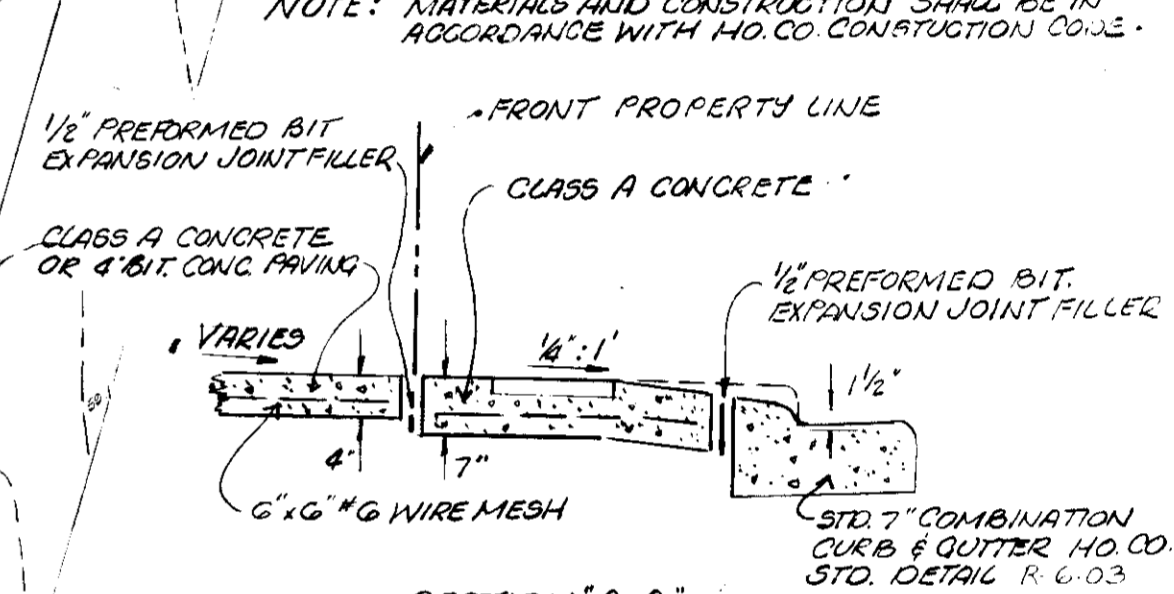 NOTE: MATERIALS AND CONSTRUCTION SHALL BE IN
ACCORDANCE WITH HO.CO. CONSTUCTION CODE.
FRONT PROPERTY LINE
1/2" PREFORMED BIT
EXPANSION JOINT FILLER
CLASS A CONCRETE
CLASS A CONCRETE
OR 4" BIT. CONC. PAVING
1/2" PREFORMED BIT.
EXPANSION JOINT FILLER
VARIES
1/4":1'
1 1/2"
50
4"
7"
6"x6" #6 WIRE MESH
STD. 7" COMBINATION
CURB & GUTTER HO. CO.
STD. DETAIL R-6.03